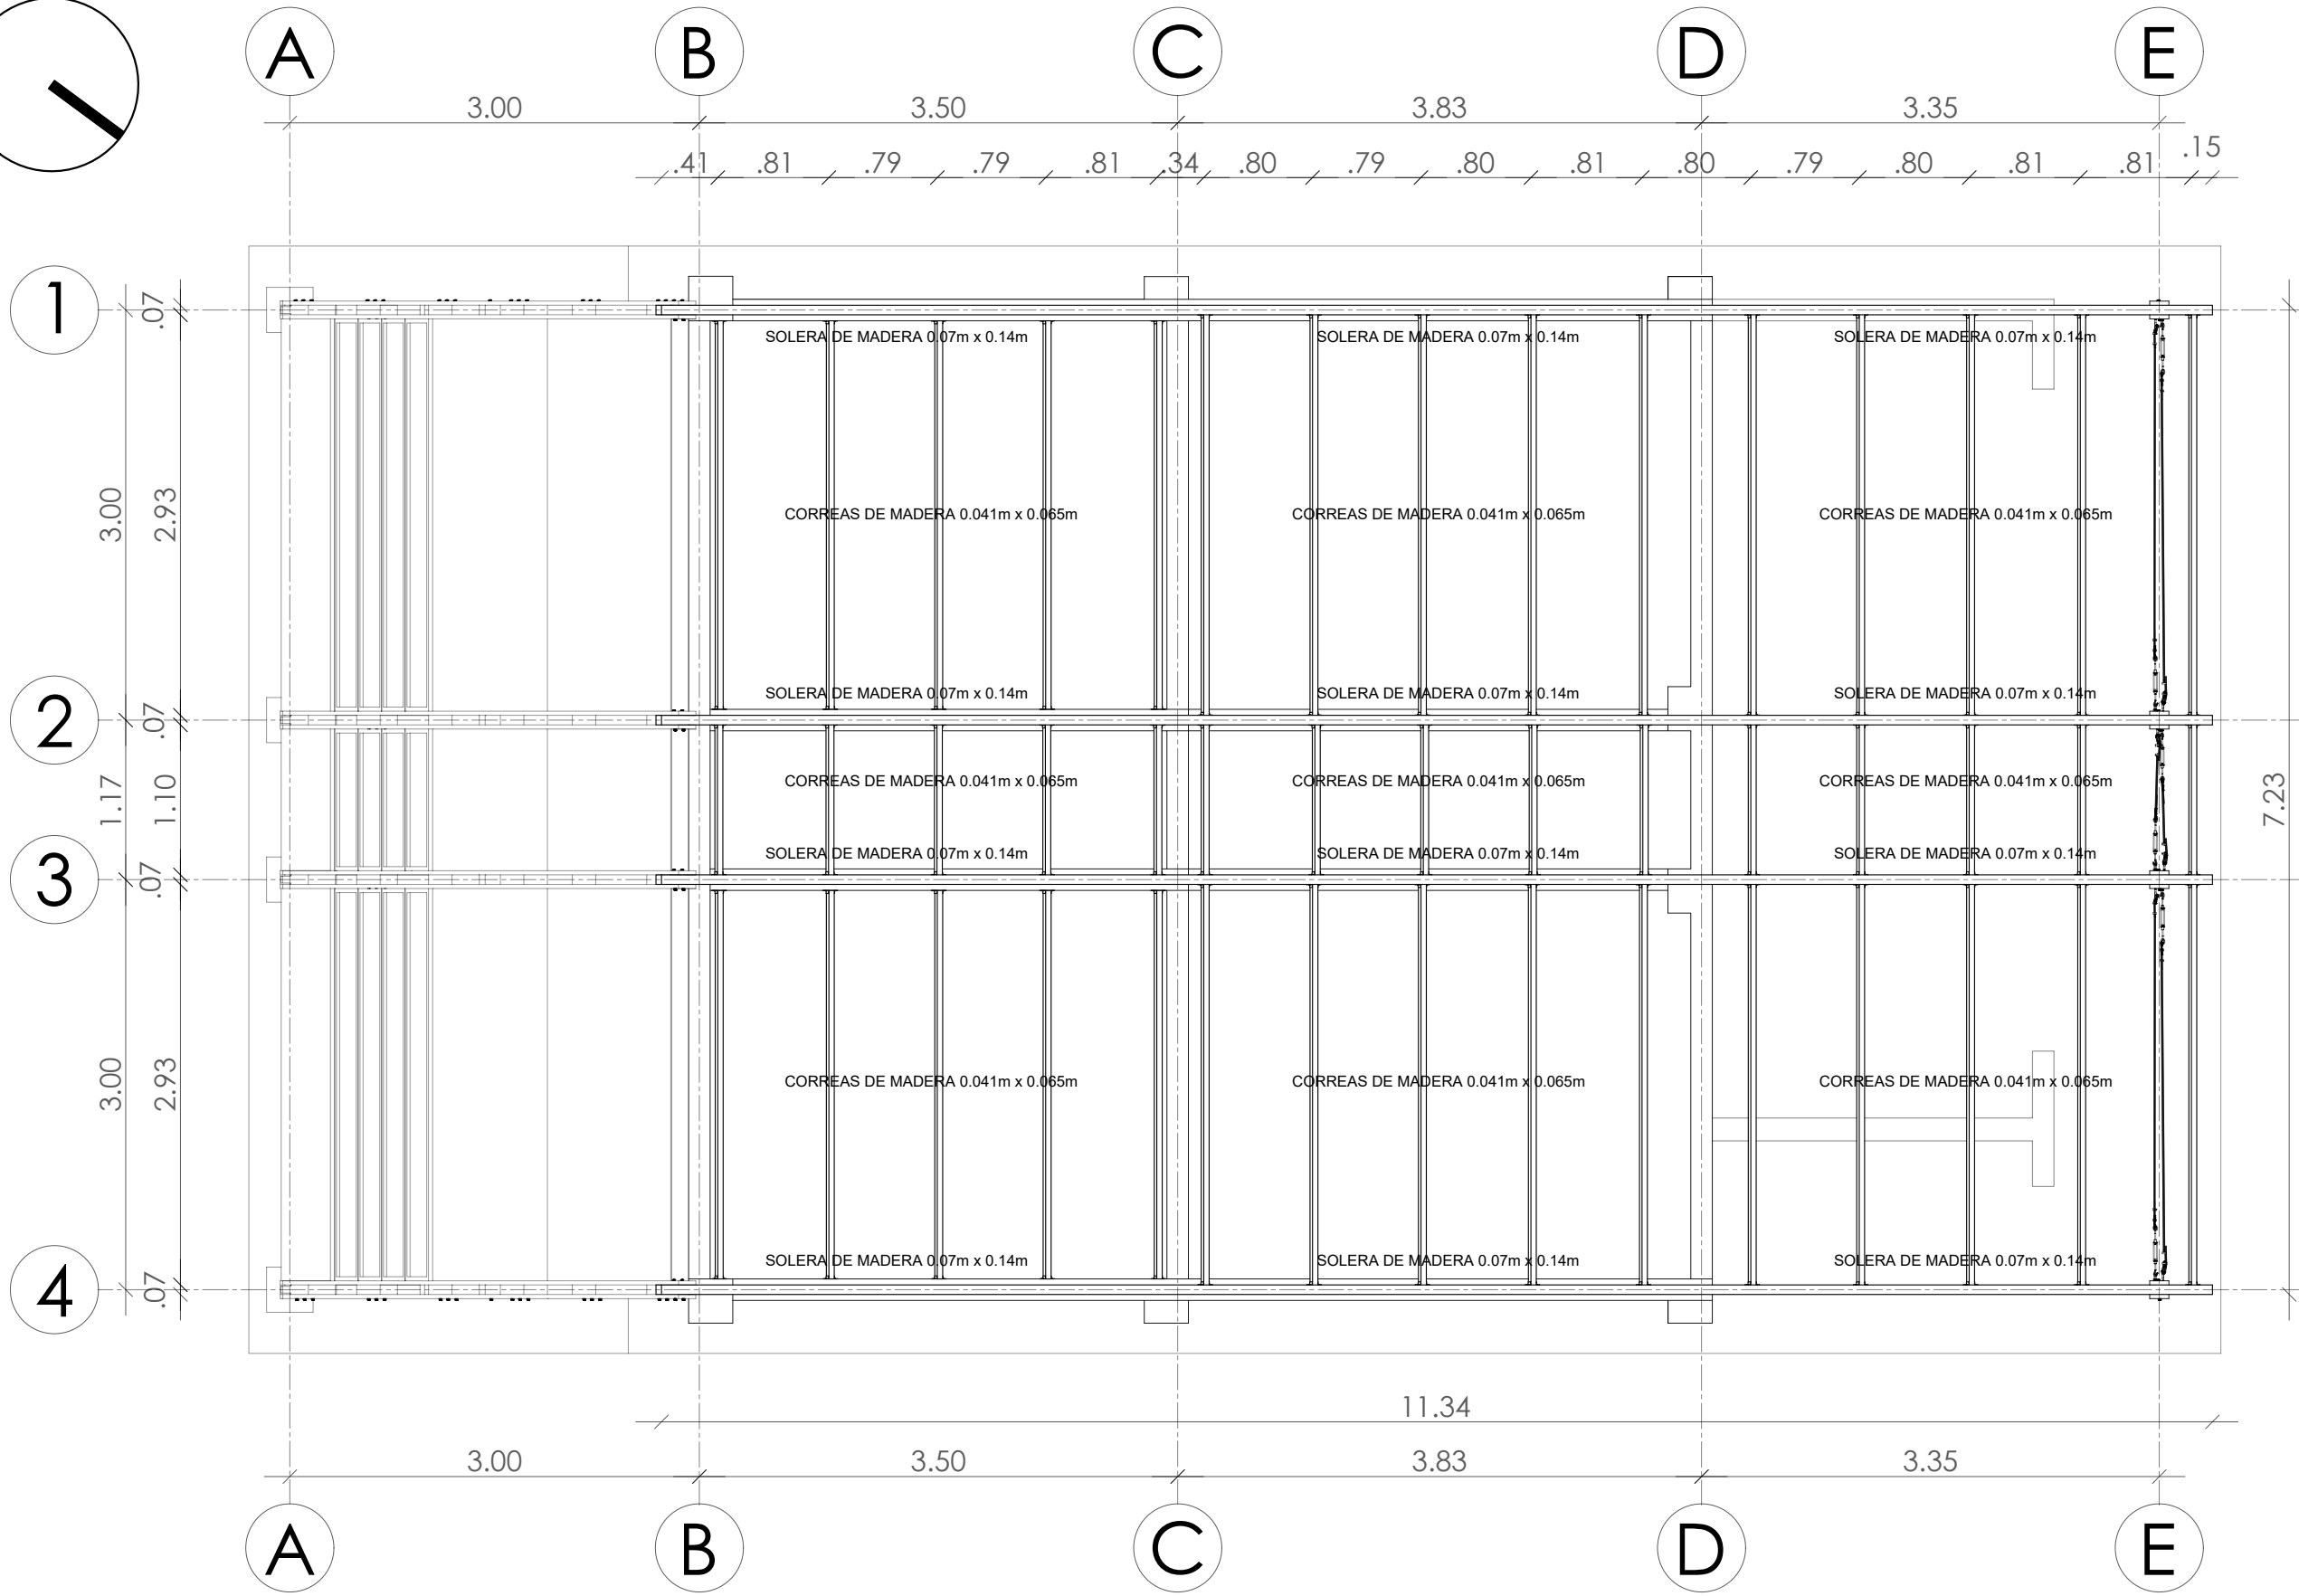 A B C D E
3.00 3.50 3.83 3.35
.41 .81 .79 .79 .81 .34 .80 .79 .80 .81 .80 .79 .80 .81 .81 .15
1
.07
SOLERA DE MADERA 0.07m x 0.14m SOLERA DE MADERA 0.07m x 0.14m SOLERA DE MADERA 0.07m x 0.14m
3.00 2.93
CORREAS DE MADERA 0.041m x 0.065m CORREAS DE MADERA 0.041m x 0.065m CORREAS DE MADERA 0.041m x 0.065m
SOLERA DE MADERA 0.07m x 0.14m SOLERA DE MADERA 0.07m x 0.14m SOLERA DE MADERA 0.07m x 0.14m
2
.07
CORREAS DE MADERA 0.041m x 0.065m CORREAS DE MADERA 0.041m x 0.065m CORREAS DE MADERA 0.041m x 0.065m
1.17 1.10 7.23
SOLERA DE MADERA 0.07m x 0.14m SOLERA DE MADERA 0.07m x 0.14m SOLERA DE MADERA 0.07m x 0.14m
3
.07
3.00 2.93
CORREAS DE MADERA 0.041m x 0.065m CORREAS DE MADERA 0.041m x 0.065m CORREAS DE MADERA 0.041m x 0.065m
SOLERA DE MADERA 0.07m x 0.14m SOLERA DE MADERA 0.07m x 0.14m SOLERA DE MADERA 0.07m x 0.14m
4
.07
11.34
3.00 3.50 3.83 3.35
A B C D E